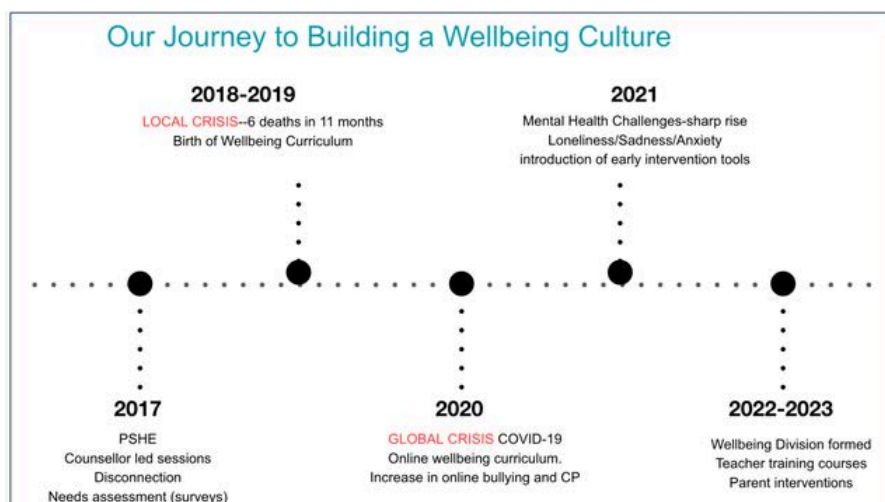 Our Journey to Building a Wellbeing Culture
2018-2019
LOCAL CRISIS--6 deaths in 11 months
Birth of Wellbeing Curriculum
2021
Mental Health Challenges-sharp rise
Loneliness/Sadness/Anxiety
introduction of early intervention tools
2017
PSHE
Counsellor led sessions
Disconnection
Needs assessment (surveys)
2020
GLOBAL CRISIS COVID-19
Online wellbeing curriculum.
Increase in online bullying and CP
2022-2023
Wellbeing Division formed
Teacher training courses
Parent interventions